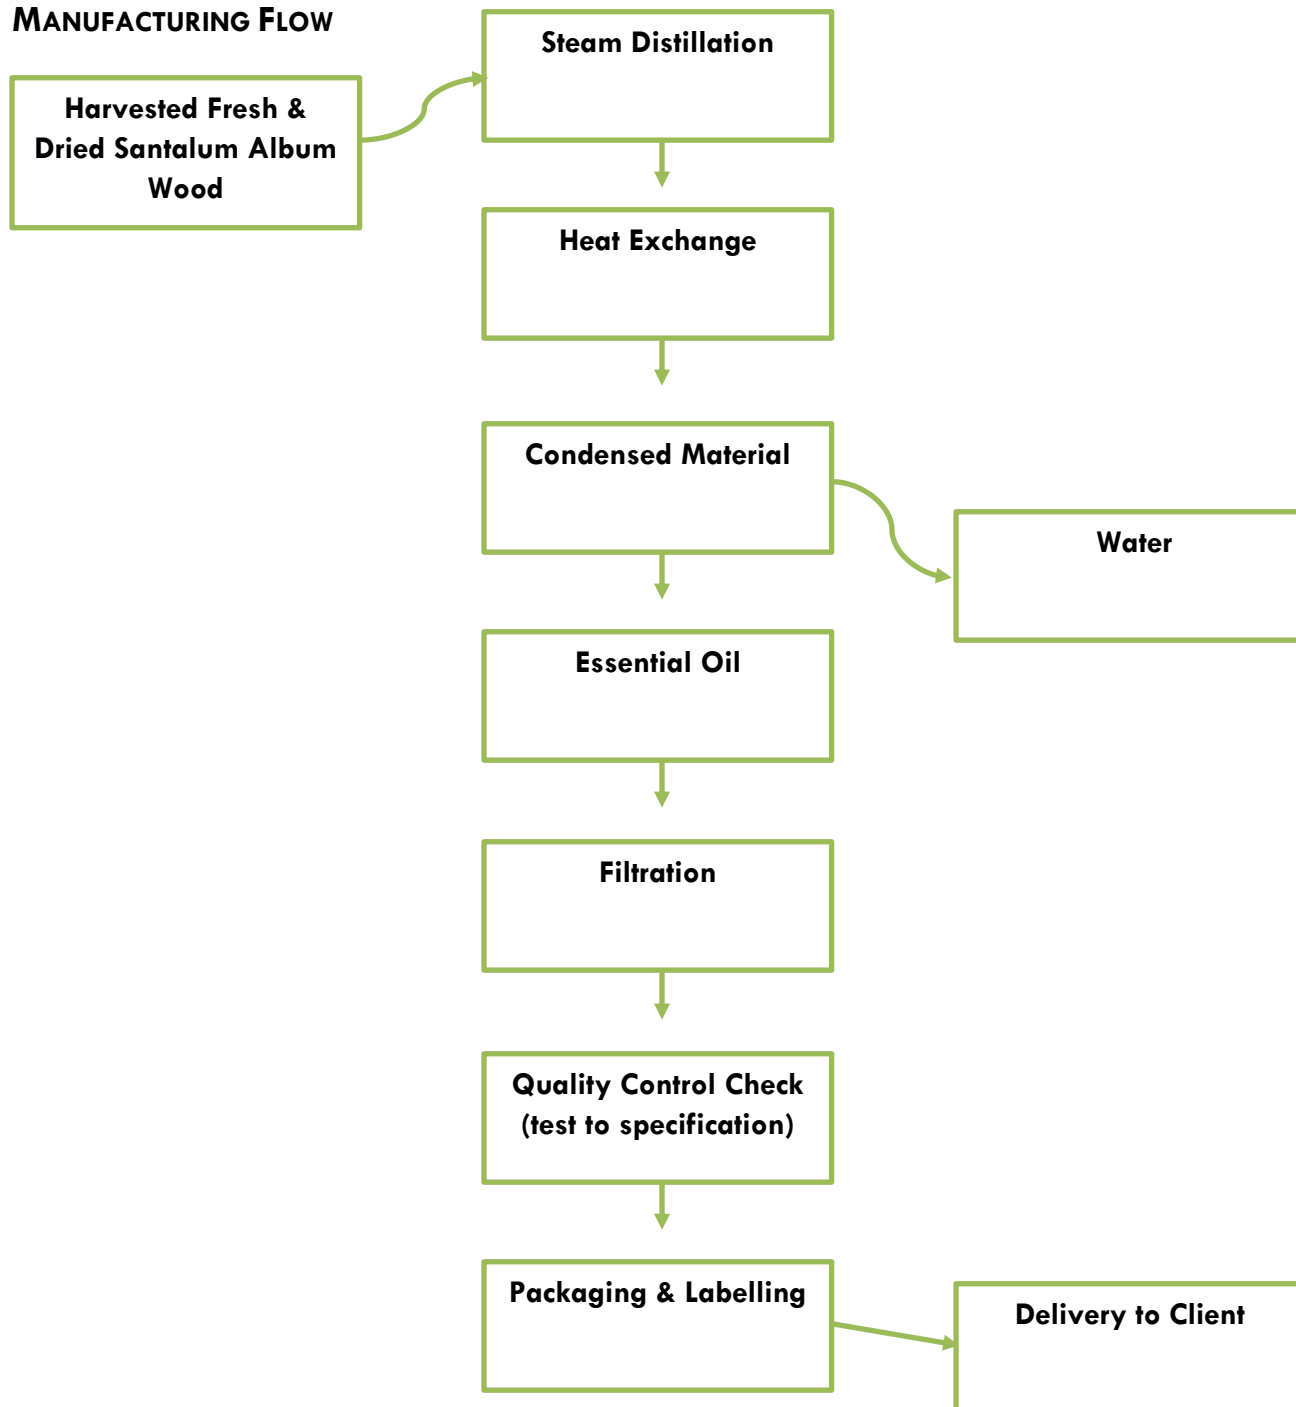 MANUFACTURING FLOW
Harvested Fresh &
Dried Santalum Album
Wood
Steam Distillation
Heat Exchange
Condensed Material
Water
Essential Oil
Filtration
Quality Control Check
(test to specification)
Packaging & Labelling
Delivery to Client